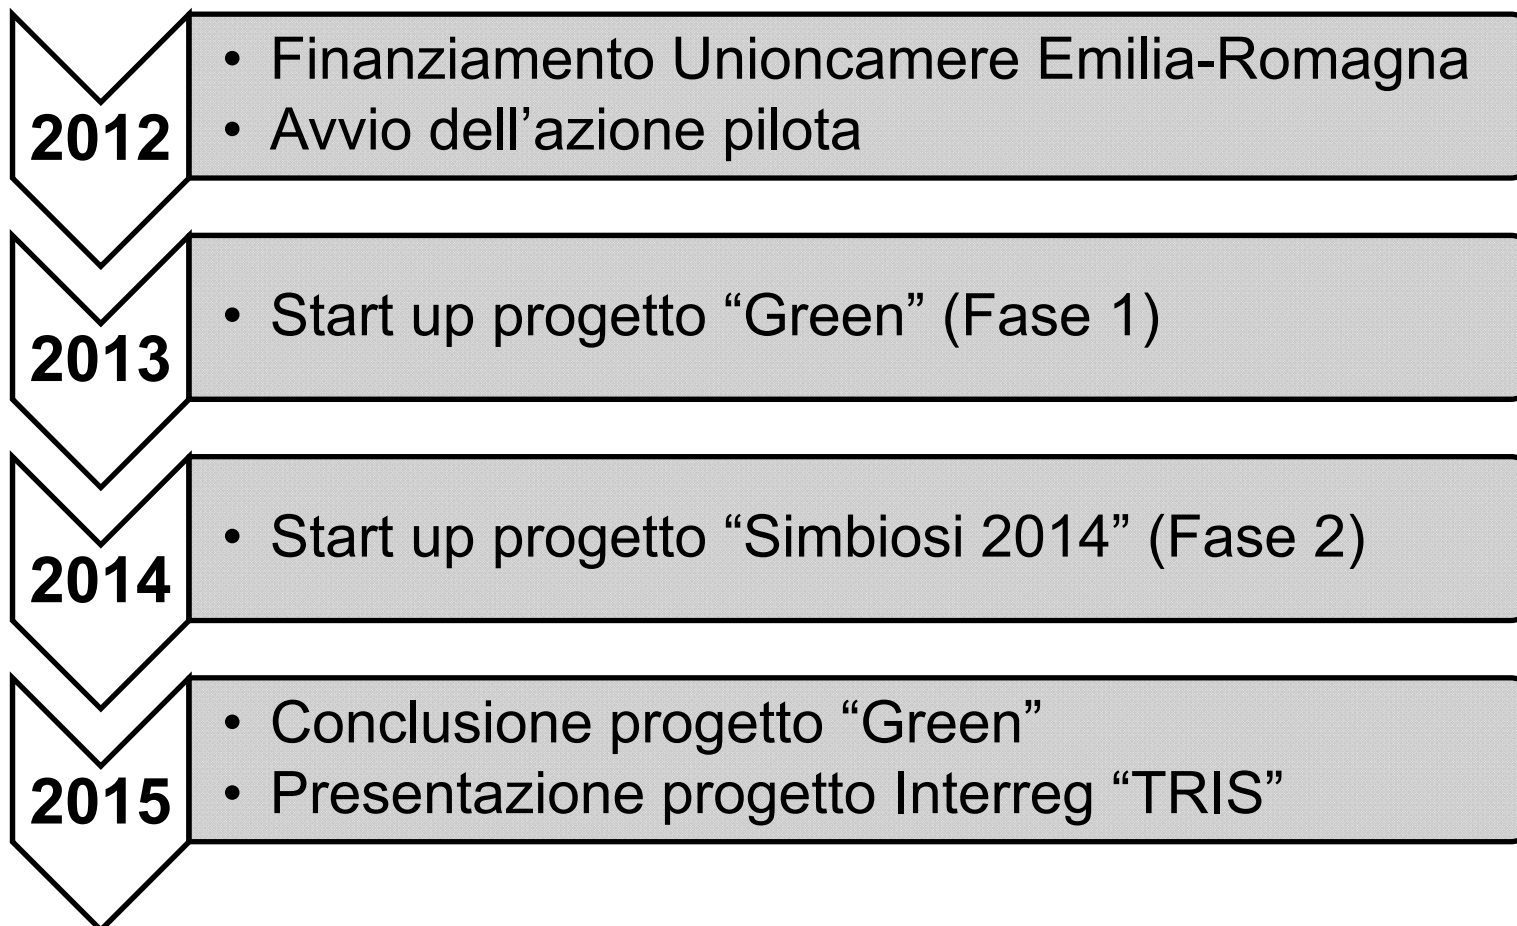 2012
• Finanziamento Unioncamere Emilia-Romagna
• Avvio dell’azione pilota
2013
• Start up progetto “Green” (Fase 1)
2014
• Start up progetto “Simbiosi 2014” (Fase 2)
2015
• Conclusione progetto “Green”
• Presentazione progetto Interreg “TRIS”